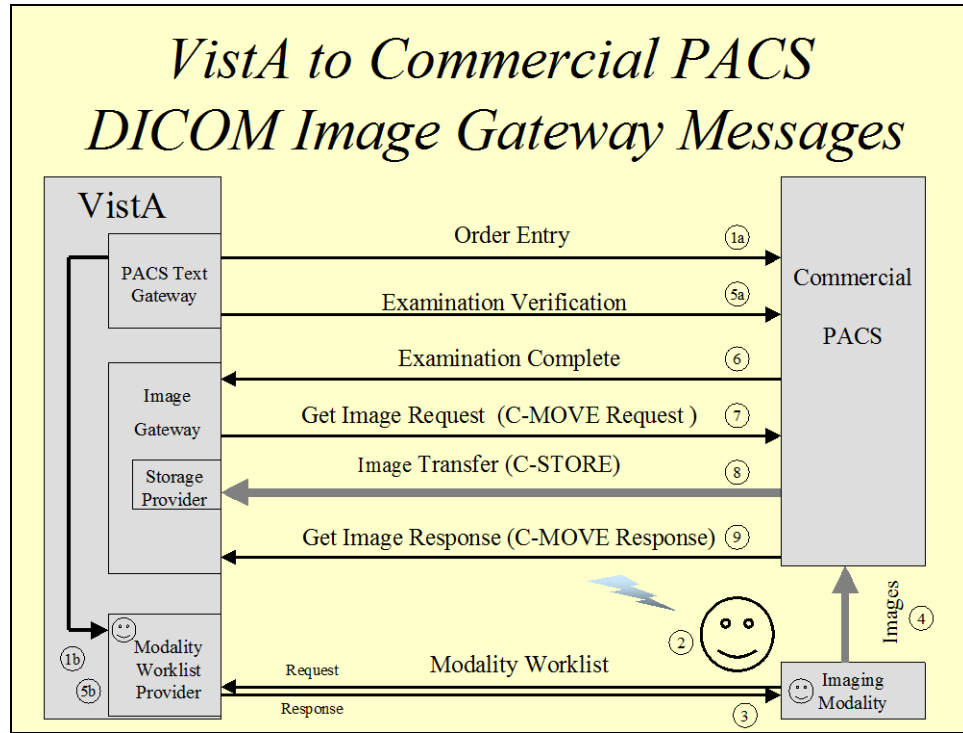 VistA to Commercial PACS
DICOM Image Gateway Messages
VistA
PACS Text
Gateway
Order Entry
1a
Commercial
PACS
Examination Verification
5a
Examination Complete
6
Image
Gateway
Get Image Request (C-MOVE Request )
7
Image Transfer (C-STORE)
8
Storage
Provider
Get Image Response (C-MOVE Response)
9
Images
4
2
1b
5b
Modality
Worklist
Provider
Request
Modality Worklist
Response
3
Imaging
Modality